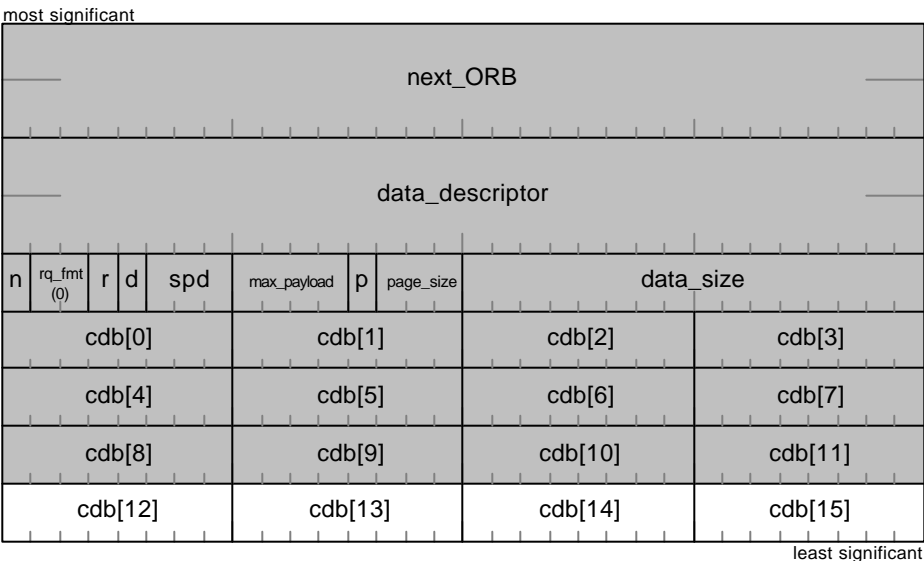 most significant
next_ORB
data_descriptor
n rq_fmt (0) r d spd max_payload p page_size data_size
cdb[0] cdb[1] cdb[2] cdb[3]
cdb[4] cdb[5] cdb[6] cdb[7]
cdb[8] cdb[9] cdb[10] cdb[11]
cdb[12] cdb[13] cdb[14] cdb[15]
least significant